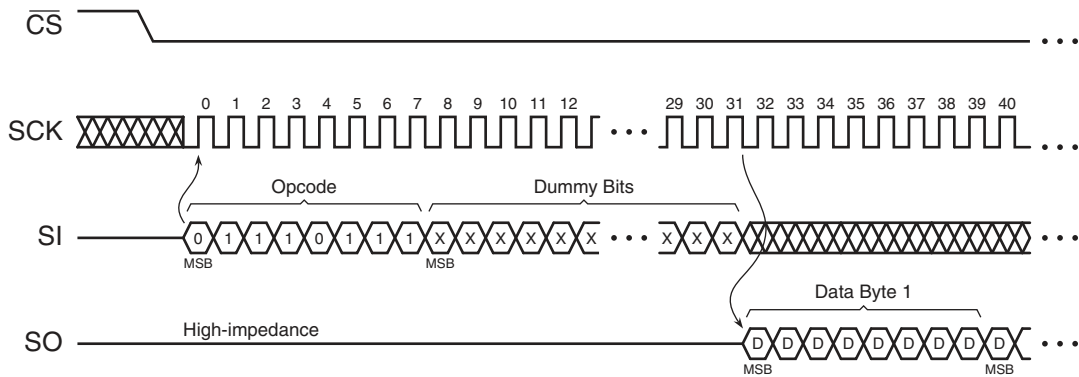 CS
0 1 2 3 4 5 6 7 8 9 10 11 12 29 30 31 32 33 34 35 36 37 38 39 40
SCK
Opcode Dummy Bits
SI 0 1 1 1 0 1 1 1 X X X X X X X X X
MSB MSB
Data Byte 1
High-impedance
SO D D D D D D D D D
MSB MSB